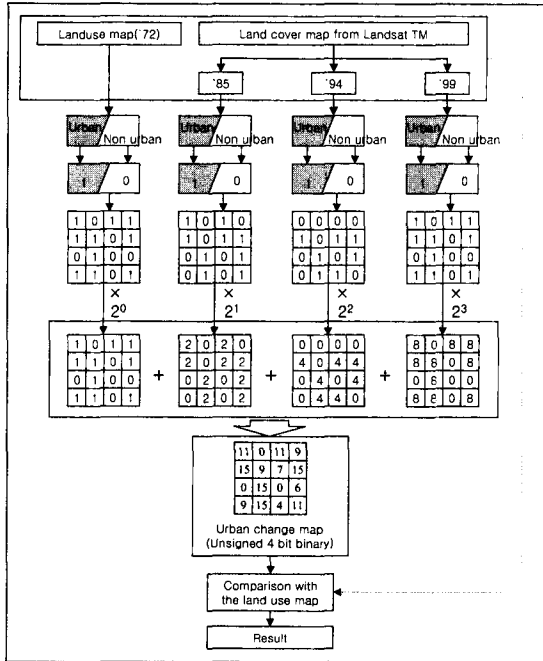 Landuse map('72)
Land cover map from Landsat TM
'85
'94
'99
Urban Non urban
Urban Non urban
Urban Non urban
Urban Non urban
1 0
1 0
1 0
1 0
1 0 1 1
1 1 0 1
0 1 0 0
1 1 0 1
1 0 1 0
1 0 1 1
0 1 0 1
0 1 0 1
0 0 0 0
1 0 1 1
0 1 0 1
0 1 1 0
1 0 1 1
1 1 0 1
0 1 0 0
1 1 0 1
× 2⁰
× 2¹
× 2²
× 2³
1 0 1 1
1 1 0 1
0 1 0 0
1 1 0 1
+
2 0 2 0
2 0 2 2
0 2 0 2
0 2 0 2
+
0 0 0 0
4 0 4 4
0 4 0 4
0 4 4 0
+
8 0 8 8
8 8 0 8
0 8 0 0
8 8 0 8
11 0 11 9
15 9 7 15
0 15 0 6
9 15 4 11
Urban change map
(Unsigned 4 bit binary)
Comparison with
the land use map
Result